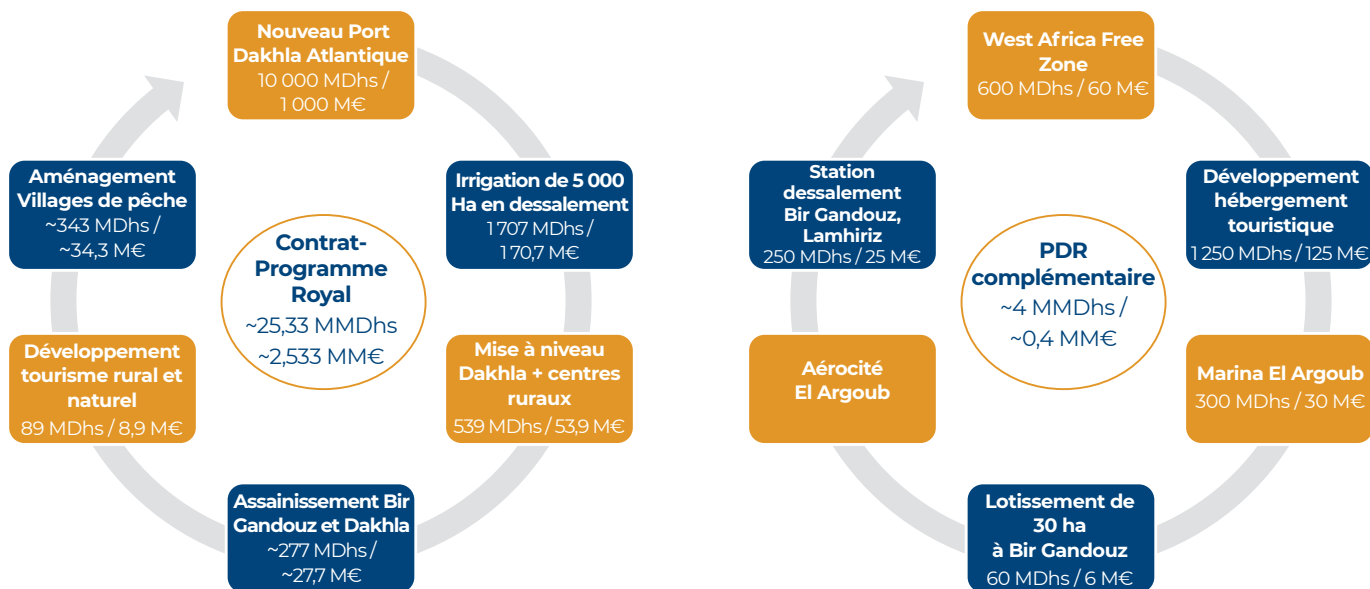 Nouveau Port
Dakhla Atlantique
10 000 MDhs /
1 000 M€
Irrigation de 5 000
Ha en dessalement
1 707 MDhs /
1 70,7 M€
Mise à niveau
Dakhla + centres
ruraux
539 MDhs / 53,9 M€
Assainissement Bir
Gandouz et Dakhla
~277 MDhs /
~27,7 M€
Développement
tourisme rural et
naturel
89 MDhs / 8,9 M€
Aménagement
Villages de pêche
~343 MDhs /
~34,3 M€
Contrat-
Programme
Royal
~25,33 MMDhs
~2,533 MM€
West Africa Free
Zone
600 MDhs / 60 M€
Développement
hébergement
touristique
1 250 MDhs / 125 M€
Marina El Argoub
300 MDhs / 30 M€
Lotissement de
30 ha
à Bir Gandouz
60 MDhs / 6 M€
Aérocité
El Argoub
Station
dessalement
Bir Gandouz,
Lamhiriz
250 MDhs / 25 M€
PDR
complémentaire
~4 MMDhs /
~0,4 MM€